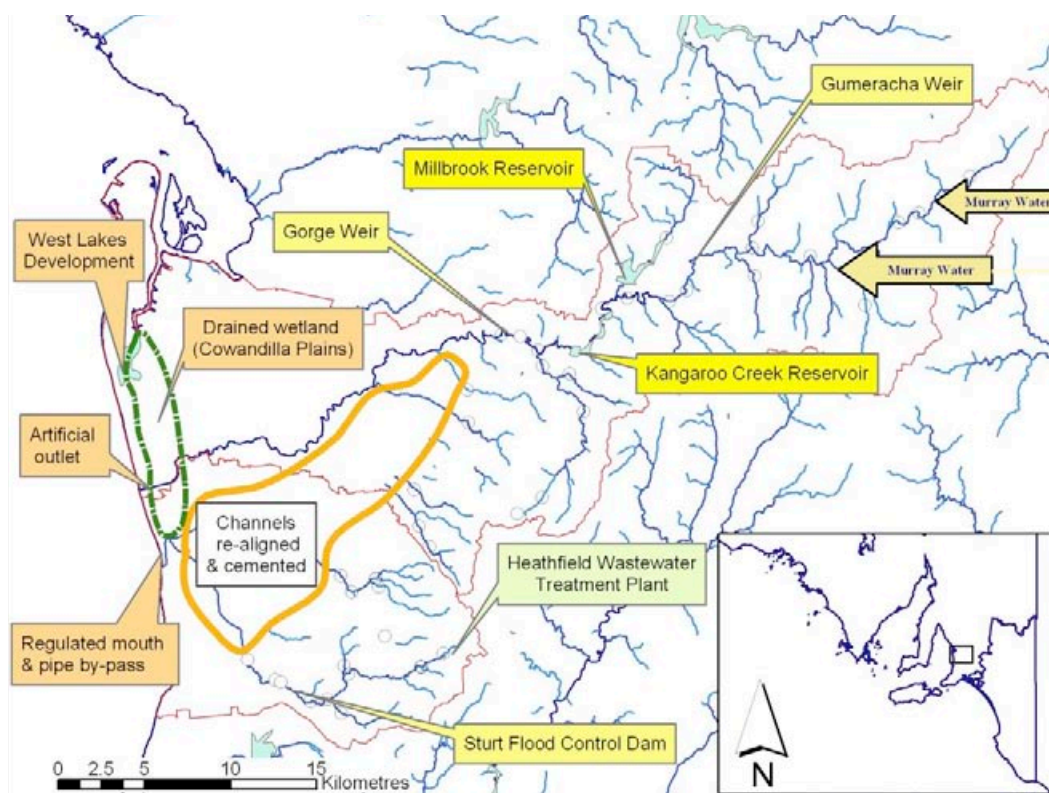 Gumeracha Weir
Millbrook Reservoir
Murray Water
West Lakes
Development
Gorge Weir
Murray Water
Drained wetland
(Cowandilla Plains)
Kangaroo Creek Reservoir
Artificial
outlet
Channels
re-aligned
& cemented
Heathfield Wastewater
Treatment Plant
Regulated mouth
& pipe by-pass
Sturt Flood Control Dam
0 2.5 5 10 15
Kilometres
N